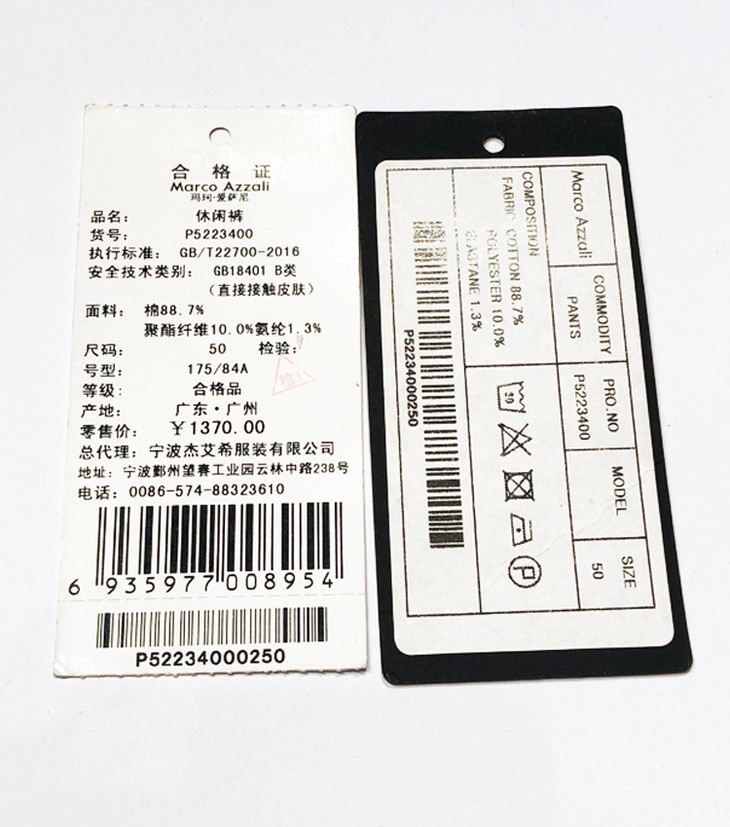 合格证
Marco Azzali
玛珂·爱萨尼
品名： 休闲裤
货号： P5223400
执行标准： GB/T22700-2016
安全技术类别： GB18401 B类
（直接接触皮肤）
面料： 棉88.7%
聚酯纤维10.0%氨纶1.3%
尺码： 50 检验：
号型： 175/84A
等级： 合格品
产地： 广东·广州
零售价： ￥1370.00
总代理：宁波杰艾希服装有限公司
地址：宁波鄞州望春工业园云林中路238号
电话：0086-574-88323610
6 935977 008954
P52234000250
Marco Azzali
COMMODITY
PANTS
PRO.NO
P5223400
MODEL
SIZE
50
COMPOSITION
FABRIC COTTON 88.7%
POLYESTER 10.0%
ELASTANE 1.3%
30
P
P52234000250